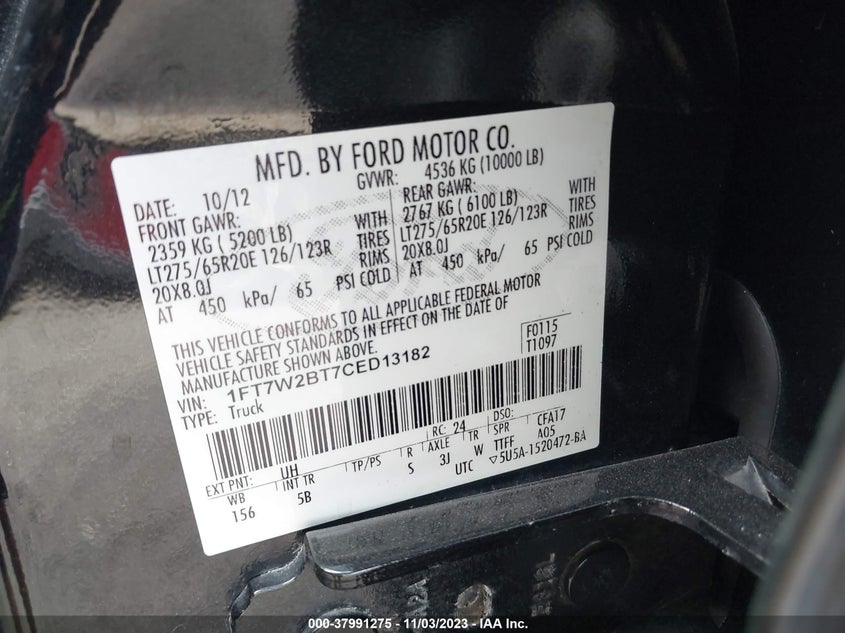 MFD. BY FORD MOTOR CO.
DATE: 10/12 GVWR: 4536 KG (10000 LB)
FRONT GAWR: REAR GAWR:
2359 KG ( 5200 LB) WITH 2767 KG ( 6100 LB) WITH
LT275/65R20E 126/123R TIRES LT275/65R20E 126/123R TIRES
20X8.0J RIMS 20X8.0J RIMS
AT 450 kPa/ 65 PSI COLD AT 450 kPa/ 65 PSI COLD
THIS VEHICLE CONFORMS TO ALL APPLICABLE FEDERAL MOTOR
VEHICLE SAFETY STANDARDS IN EFFECT ON THE DATE OF
MANUFACTURE SHOWN ABOVE.
F0115
T1097
VIN: 1FT7W2BT7CED13182
TYPE: Truck
EXT PNT: UH RC: 24 DSO:
WB INT TR TP/PS R AXLE TR SPR CFA17
156 5B S 3J W TTFF A05
UTC ▽5U5A-1520472-BA
000-37991275 - 11/03/2023 - IAA Inc.